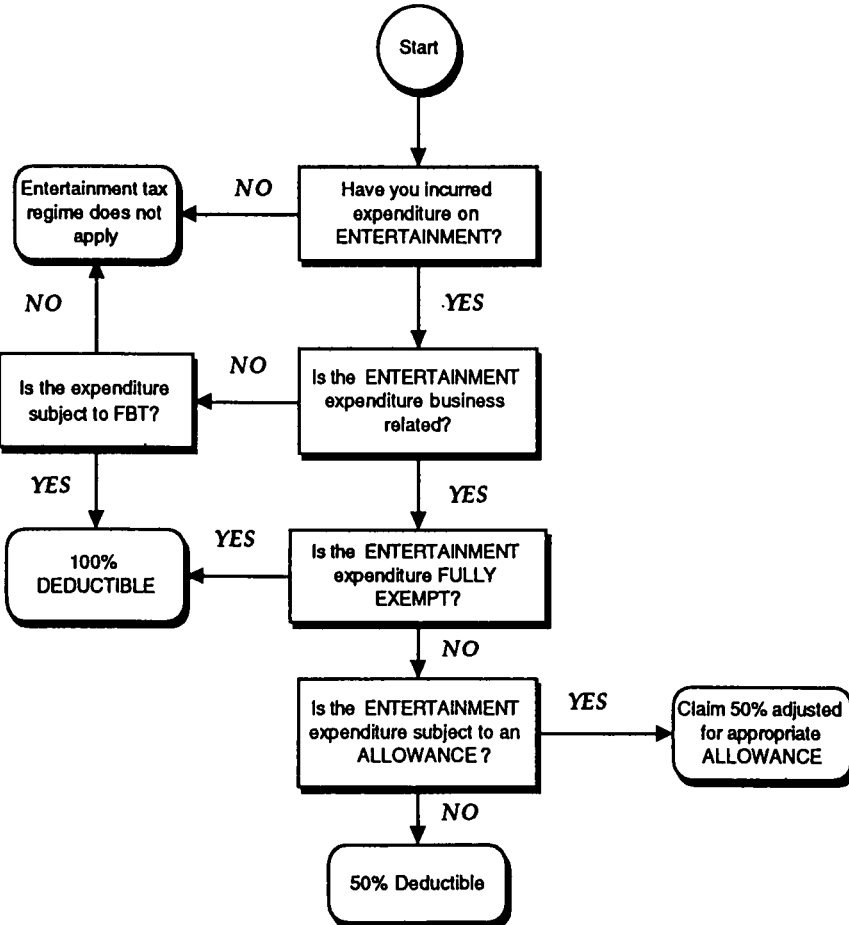 Start
Entertainment tax
regime does not
apply
NO
Have you incurred
expenditure on
ENTERTAINMENT?
NO
YES
Is the expenditure
subject to FBT?
NO
Is the ENTERTAINMENT
expenditure business
related?
YES
YES
100%
DEDUCTIBLE
YES
Is the ENTERTAINMENT
expenditure FULLY
EXEMPT?
NO
Is the ENTERTAINMENT
expenditure subject to an
ALLOWANCE ?
YES
Claim 50% adjusted
for appropriate
ALLOWANCE
NO
50% Deductible